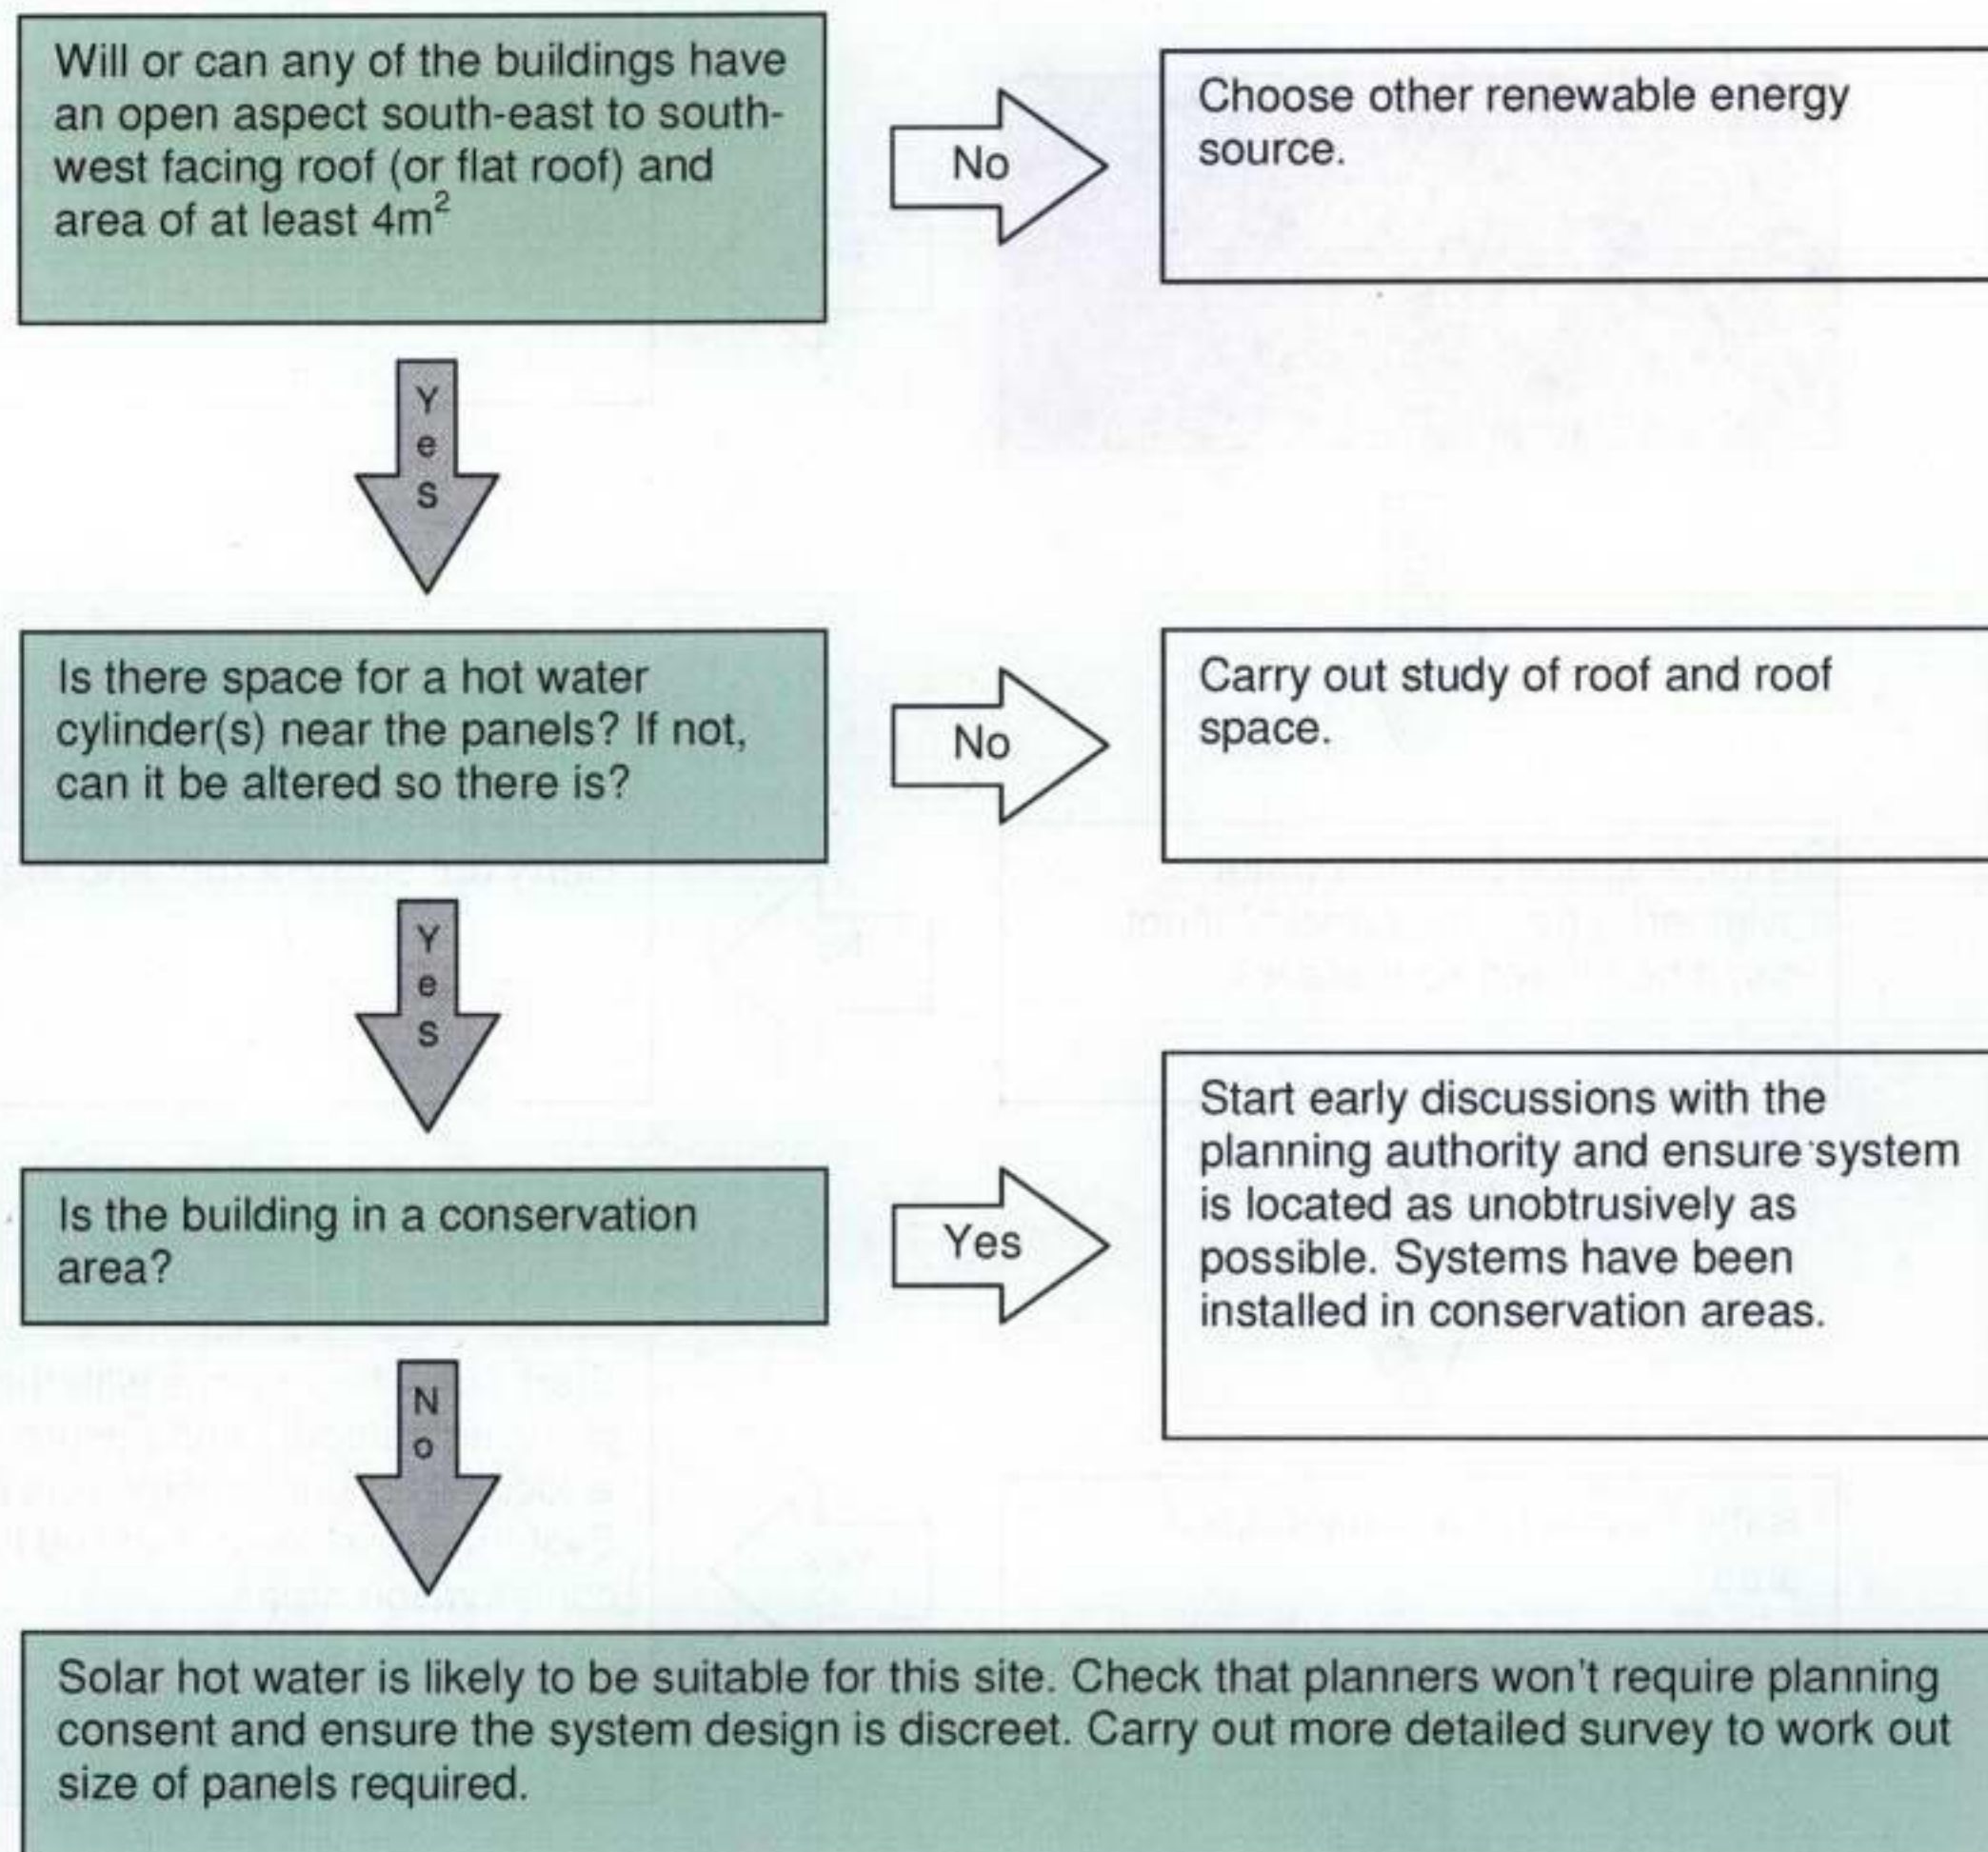 Will or can any of the buildings have
an open aspect south-east to south-
west facing roof (or flat roof) and
area of at least 4m²
No
Choose other renewable energy
source.
Yes
Is there space for a hot water
cylinder(s) near the panels? If not,
can it be altered so there is?
No
Carry out study of roof and roof
space.
Yes
Is the building in a conservation
area?
Yes
Start early discussions with the
planning authority and ensure system
is located as unobtrusively as
possible. Systems have been
installed in conservation areas.
No
Solar hot water is likely to be suitable for this site. Check that planners won't require planning
consent and ensure the system design is discreet. Carry out more detailed survey to work out
size of panels required.